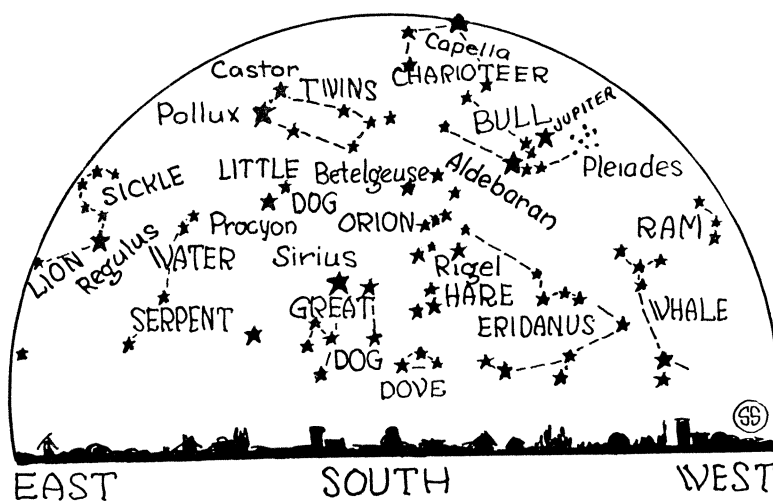 Capella
Castor
TWINS
CHARIOTEER
Pollux
BULL
JUPITER
Pleiades
SICKLE
LITTLE
DOG
Betelgeuse
Aldebaran
Procyon
ORION
RAM
LION
Regulus
WATER
SERPENT
Sirius
Rigel
HARE
GREAT
DOG
ERIDANUS
WHALE
DOVE
SS
EAST SOUTH WEST